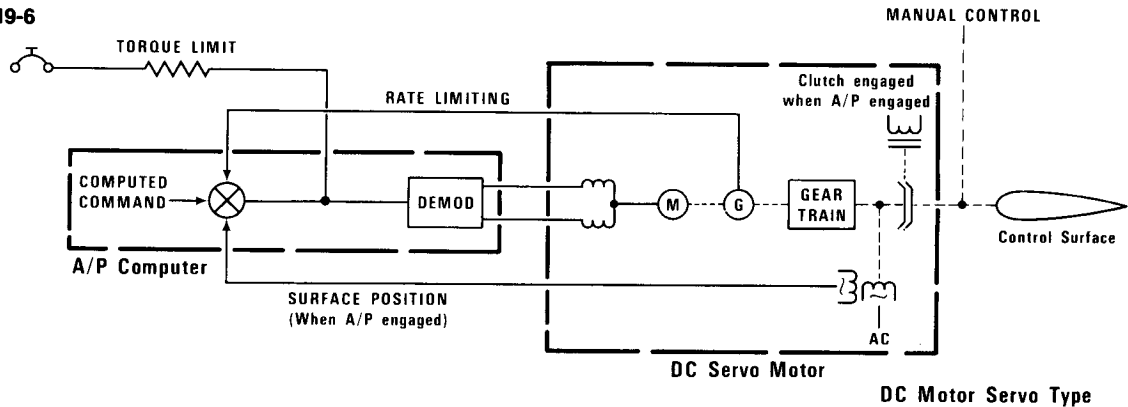 19-6
MANUAL CONTROL
TORQUE LIMIT
Clutch engaged
when A/P engaged
RATE LIMITING
COMPUTED
COMMAND
DEMOD
M
G
GEAR
TRAIN
Control Surface
A/P Computer
SURFACE POSITION
(When A/P engaged)
AC
DC Servo Motor
DC Motor Servo Type